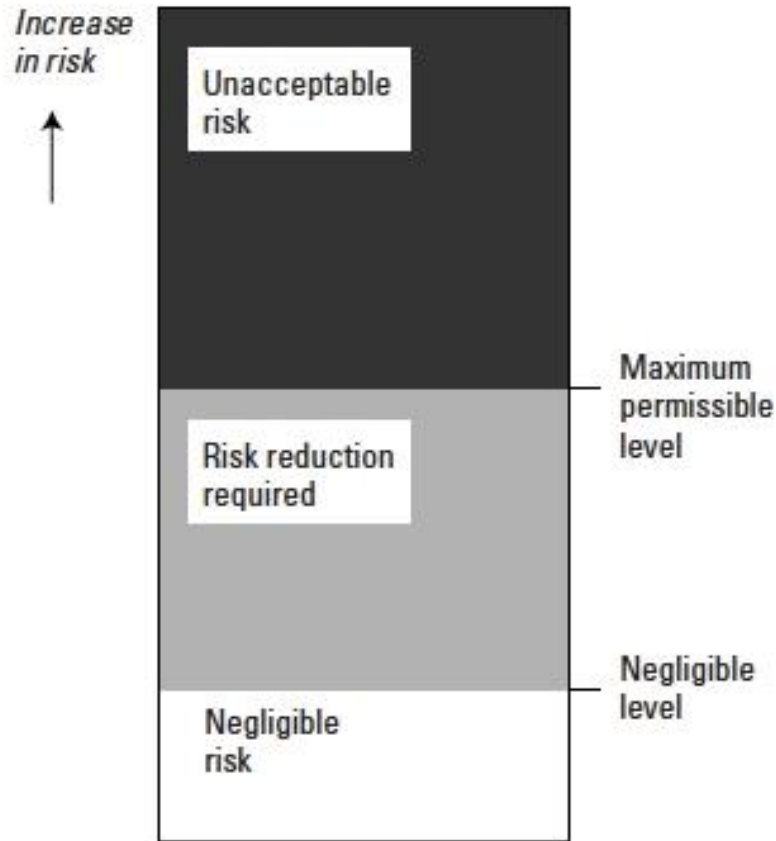 Increase
in risk
Unacceptable
risk
Maximum
permissible
level
Risk reduction
required
Negligible
level
Negligible
risk